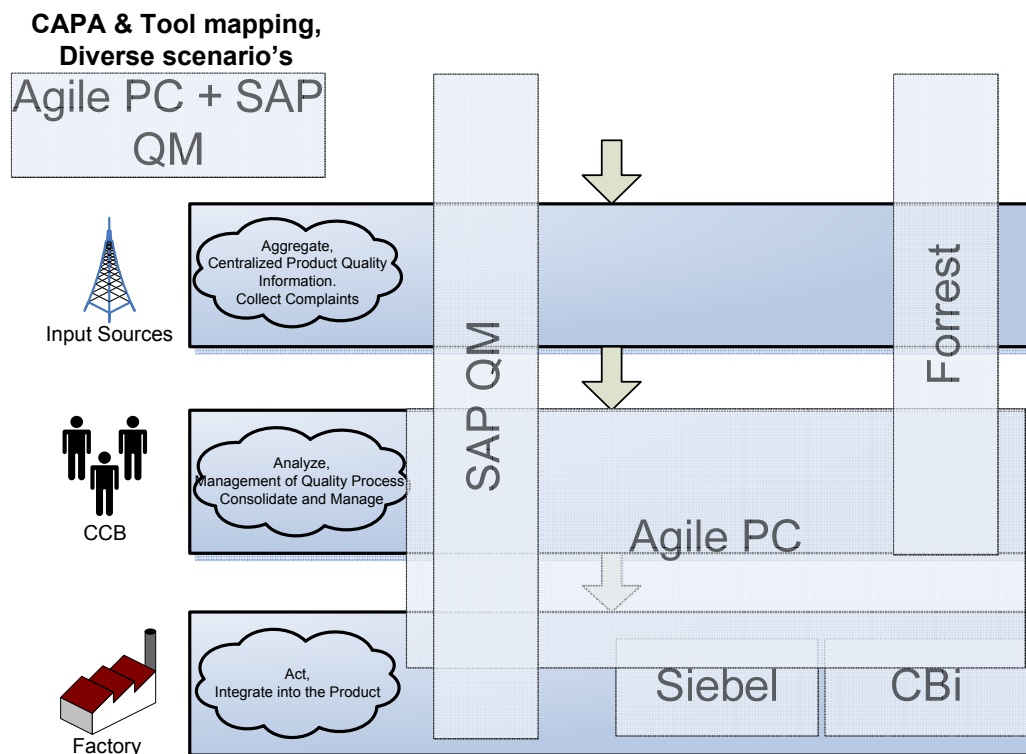 CAPA & Tool mapping,
Diverse scenario's
Agile PC + SAP
QM
Aggregate,
Centralized Product Quality
Information.
Collect Complaints
Input Sources
SAP QM
Forrest
Analyze,
Management of Quality Process
Consolidate and Manage
CCB
Agile PC
Act,
Integrate into the Product
Siebel
CBi
Factory